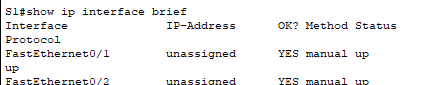 S1#show ip interface brief
Interface IP-Address OK? Method Status
Protocol
FastEthernet0/1 unassigned YES manual up
up
FastEthernet0/2 unassigned YES manual up